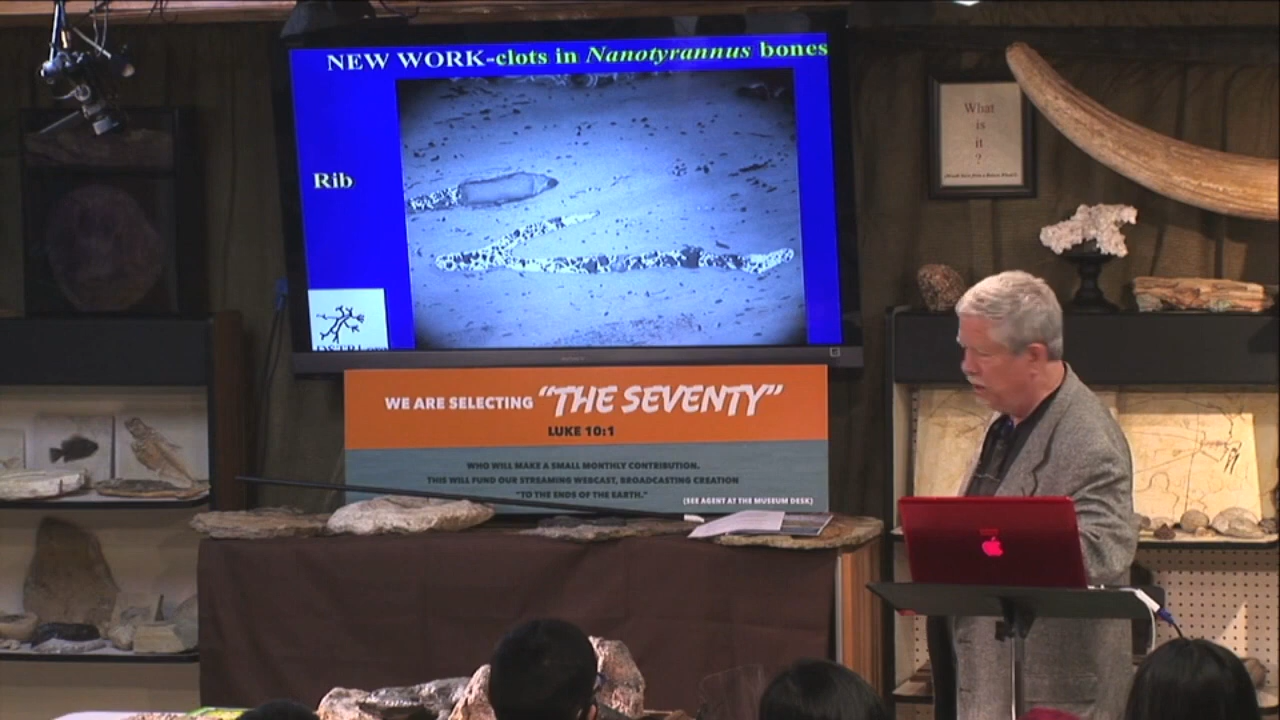 NEW WORK-clots in Nanotyrannus bones
Rib
DSTRI.org
What
is
it
?
WE ARE SELECTING "THE SEVENTY"
LUKE 10:1
WHO WILL MAKE A SMALL MONTHLY CONTRIBUTION.
THIS WILL FUND OUR STREAMING WEBCAST, BROADCASTING CREATION
"TO THE ENDS OF THE EARTH."
(SEE AGENT AT THE MUSEUM DESK)